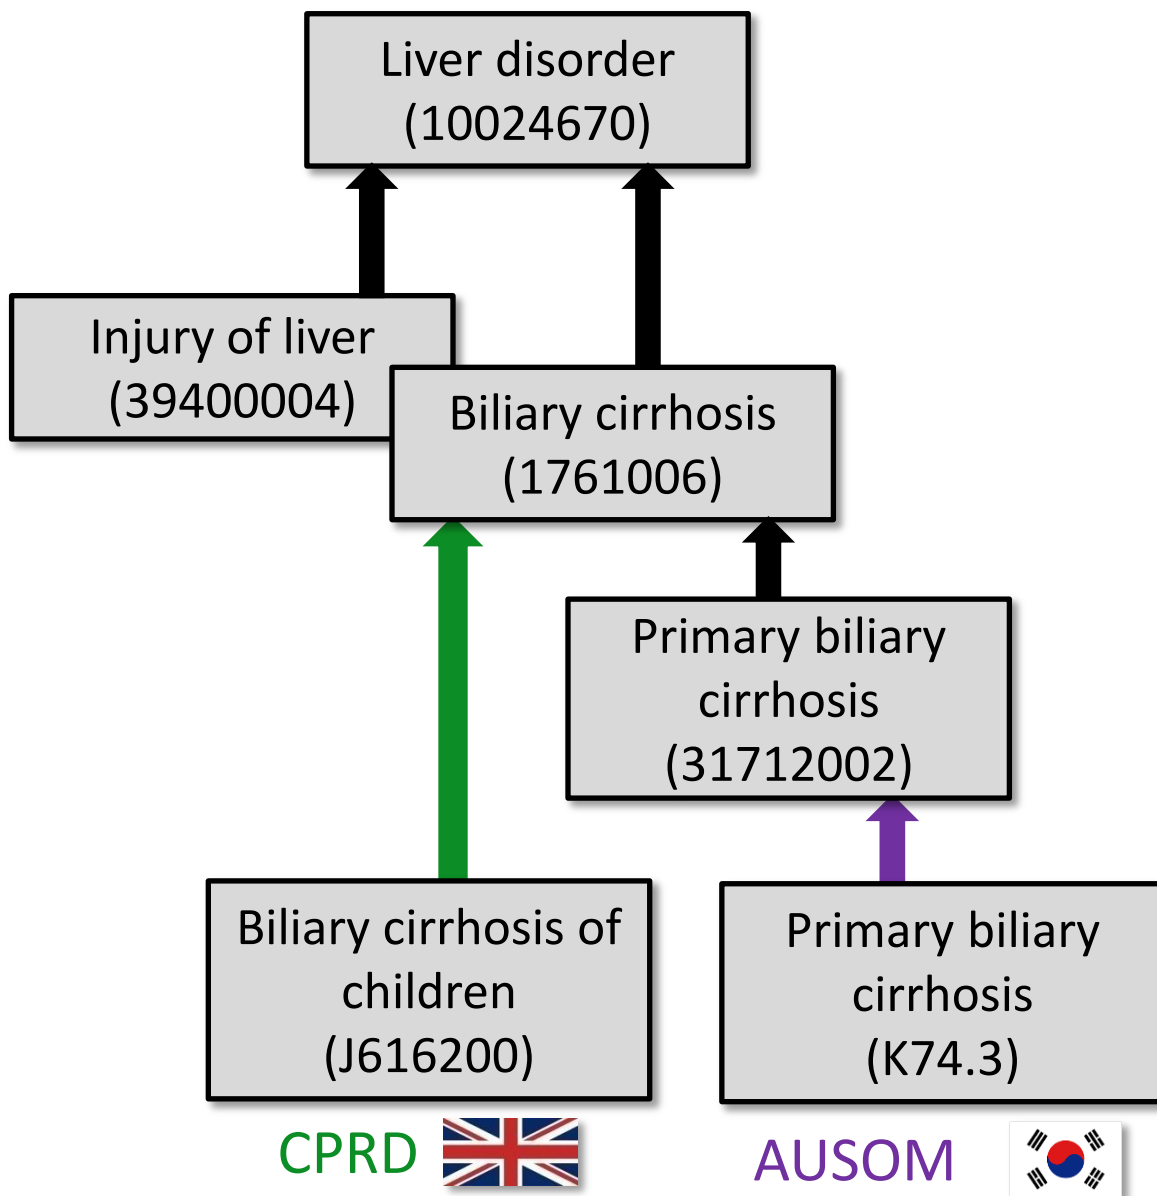 Liver disorder
(10024670)
Injury of liver
(39400004)
Biliary cirrhosis
(1761006)
Primary biliary
cirrhosis
(31712002)
Biliary cirrhosis of
children
(J616200)
Primary biliary
cirrhosis
(K74.3)
CPRD
AUSOM